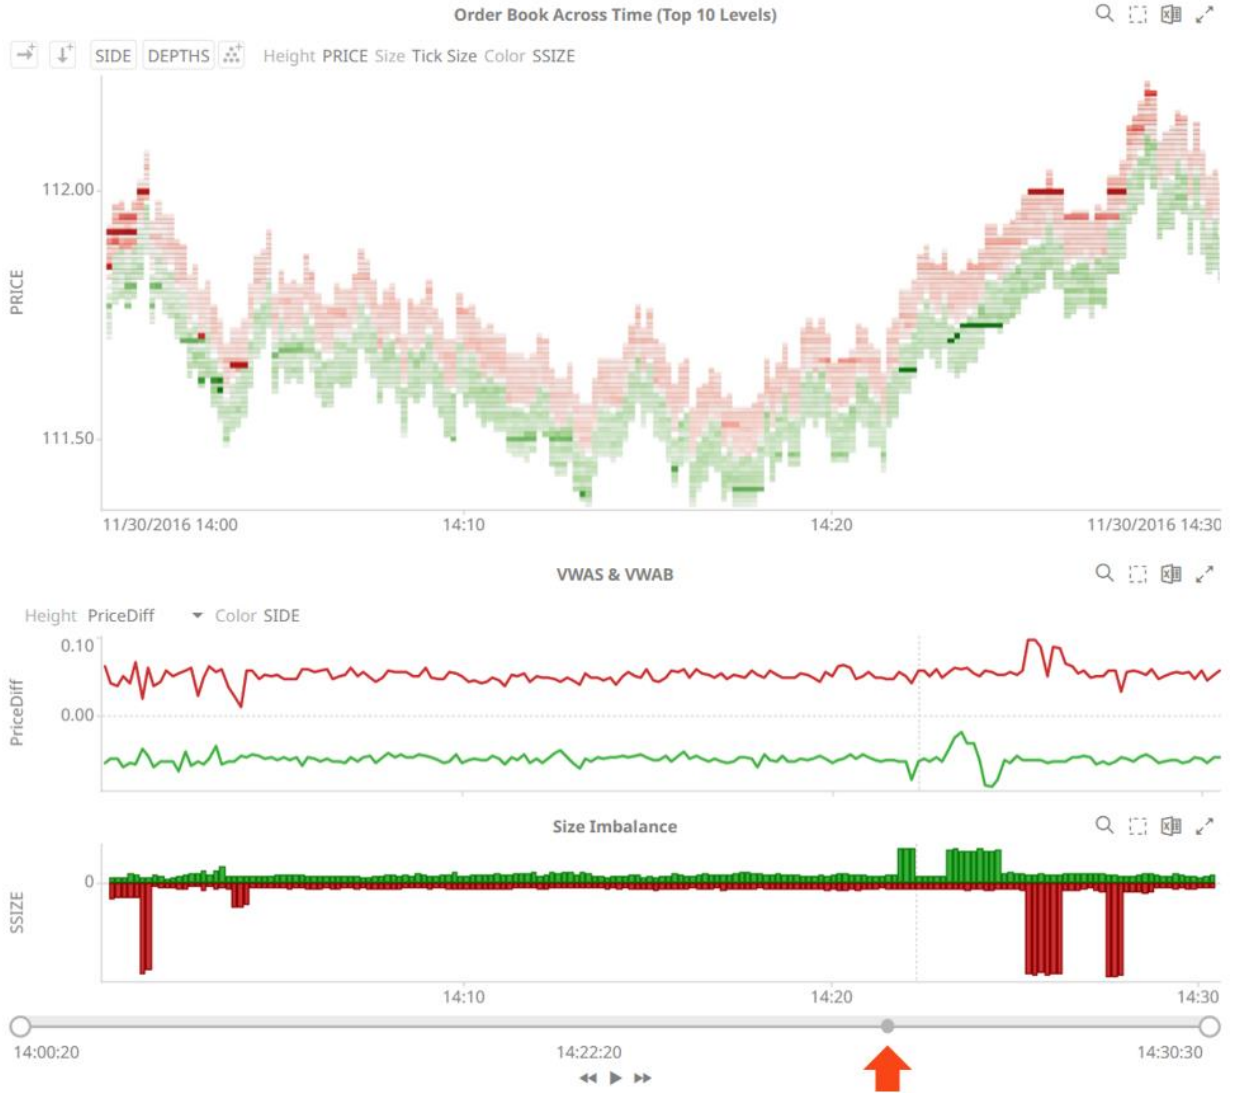 Order Book Across Time (Top 10 Levels)
SIDE DEPTHS Height PRICE Size Tick Size Color SSIZE
PRICE
112.00
111.50
11/30/2016 14:00 14:10 14:20 11/30/2016 14:30
VWAS & VWAB
Height PriceDiff Color SIDE
PriceDiff
0.10
0.00
Size Imbalance
SSIZE
0
14:10 14:20 14:30
14:00:20 14:22:20 14:30:30